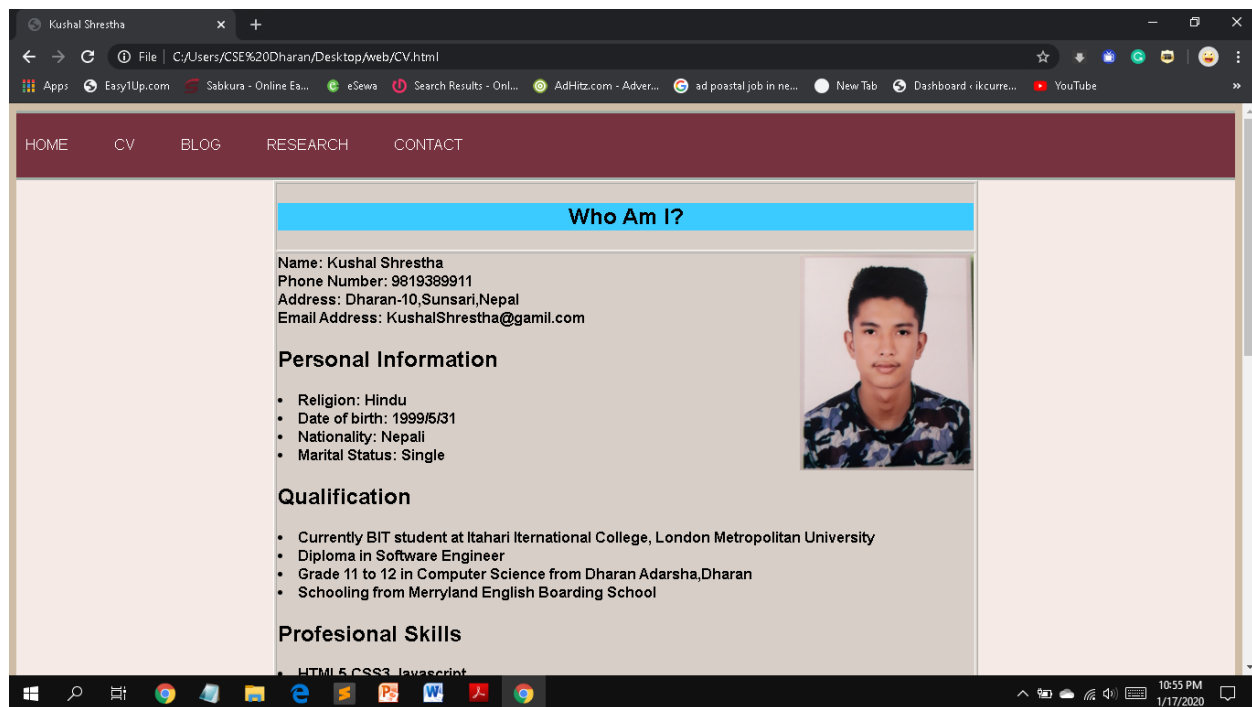 Kushal Shrestha
File | C:/Users/CSE%20Dharan/Desktop/web/CV.html
Apps Easy1Up.com Sabkura - Online Ea... eSewa Search Results - Onl... AdHitz.com - Adver... ad poastal job in ne... New Tab Dashboard ‹ ikcurre... YouTube »
HOME CV BLOG RESEARCH CONTACT
Who Am I?
Name: Kushal Shrestha
Phone Number: 9819389911
Address: Dharan-10,Sunsari,Nepal
Email Address: KushalShrestha@gamil.com
Personal Information
• Religion: Hindu
• Date of birth: 1999/5/31
• Nationality: Nepali
• Marital Status: Single
Qualification
• Currently BIT student at Itahari Iternational College, London Metropolitan University
• Diploma in Software Engineer
• Grade 11 to 12 in Computer Science from Dharan Adarsha,Dharan
• Schooling from Merryland English Boarding School
Profesional Skills
• HTML5,CSS3, Javascript
10:55 PM
1/17/2020